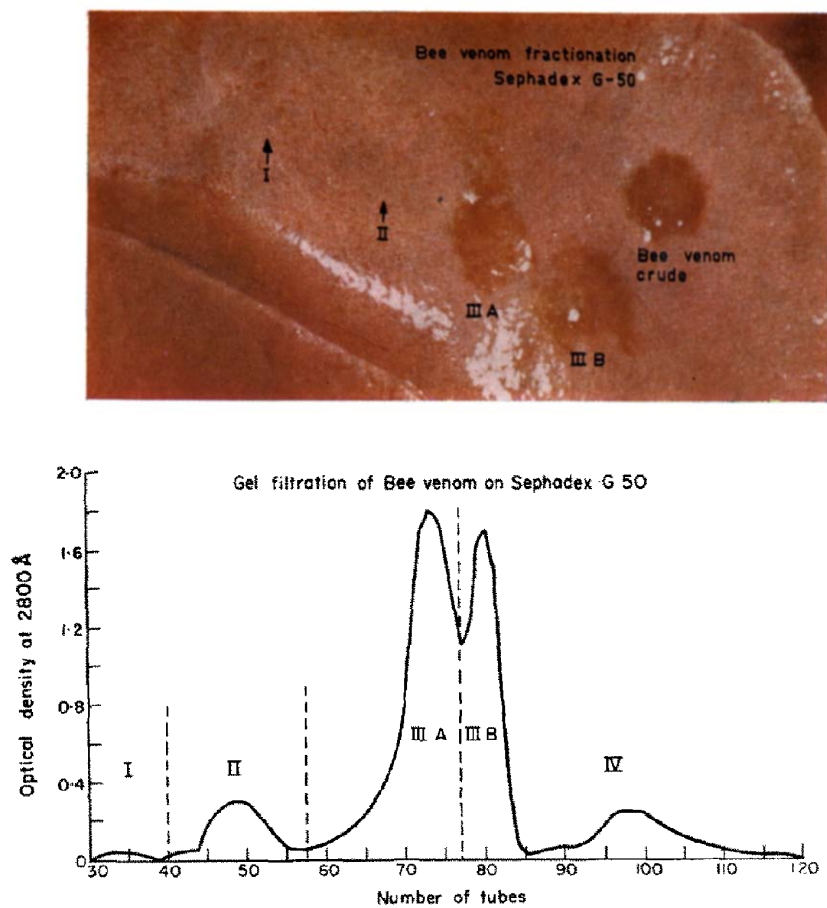 Bee venom fractionation
Sephadex G-50
I
II
Bee venom
crude
III A
III B
Gel filtration of Bee venom on Sephadex G 50
Optical density at 2800 Å
2·0
1·6
1·2
0·8
0·4
0
I
II
III A
III B
IV
30 40 50 60 70 80 90 100 110 120
Number of tubes